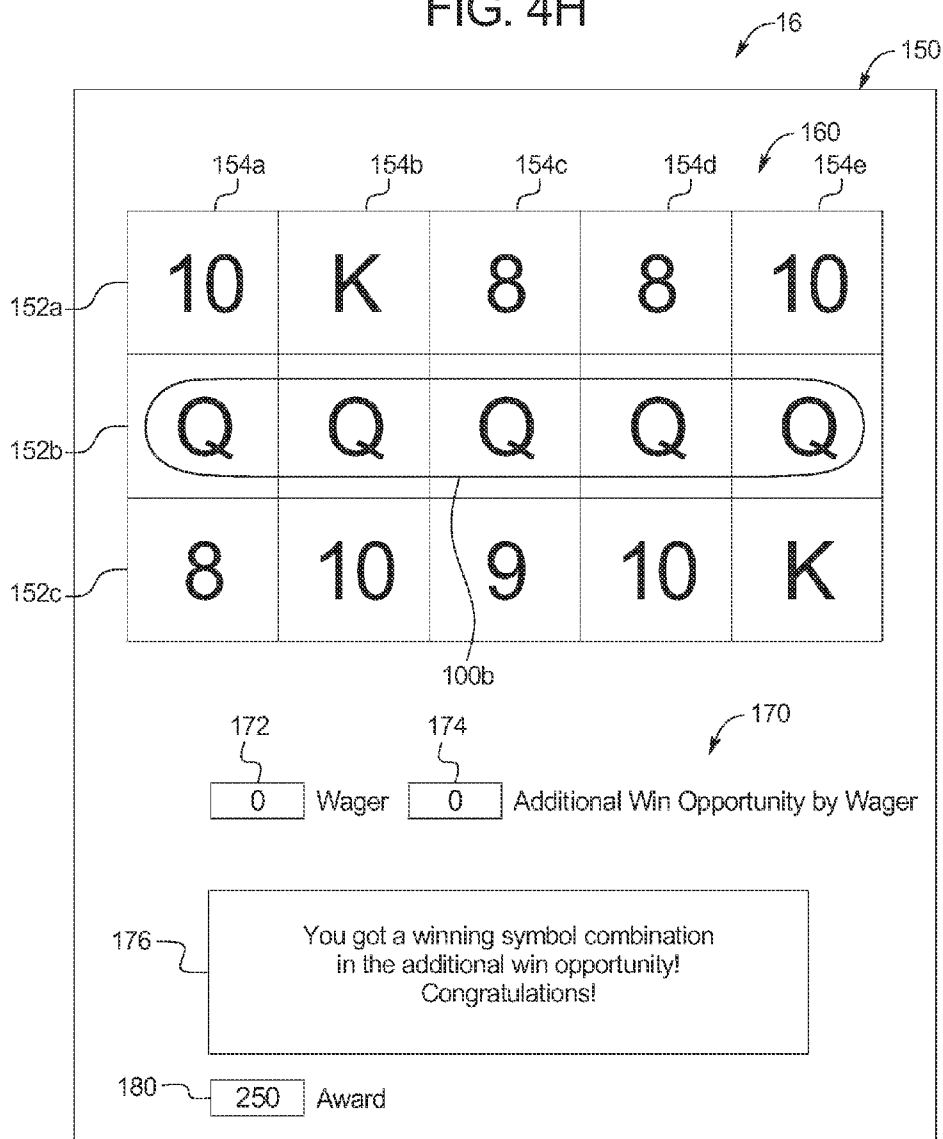 FIG. 4H
16
150
160
154a 154b 154c 154d 154e
152a 10 K 8 8 10
152b Q Q Q Q Q
152c 8 10 9 10 K
100b
172 174 170
0 Wager 0 Additional Win Opportunity by Wager
176 You got a winning symbol combination
in the additional win opportunity!
Congratulations!
180 250 Award